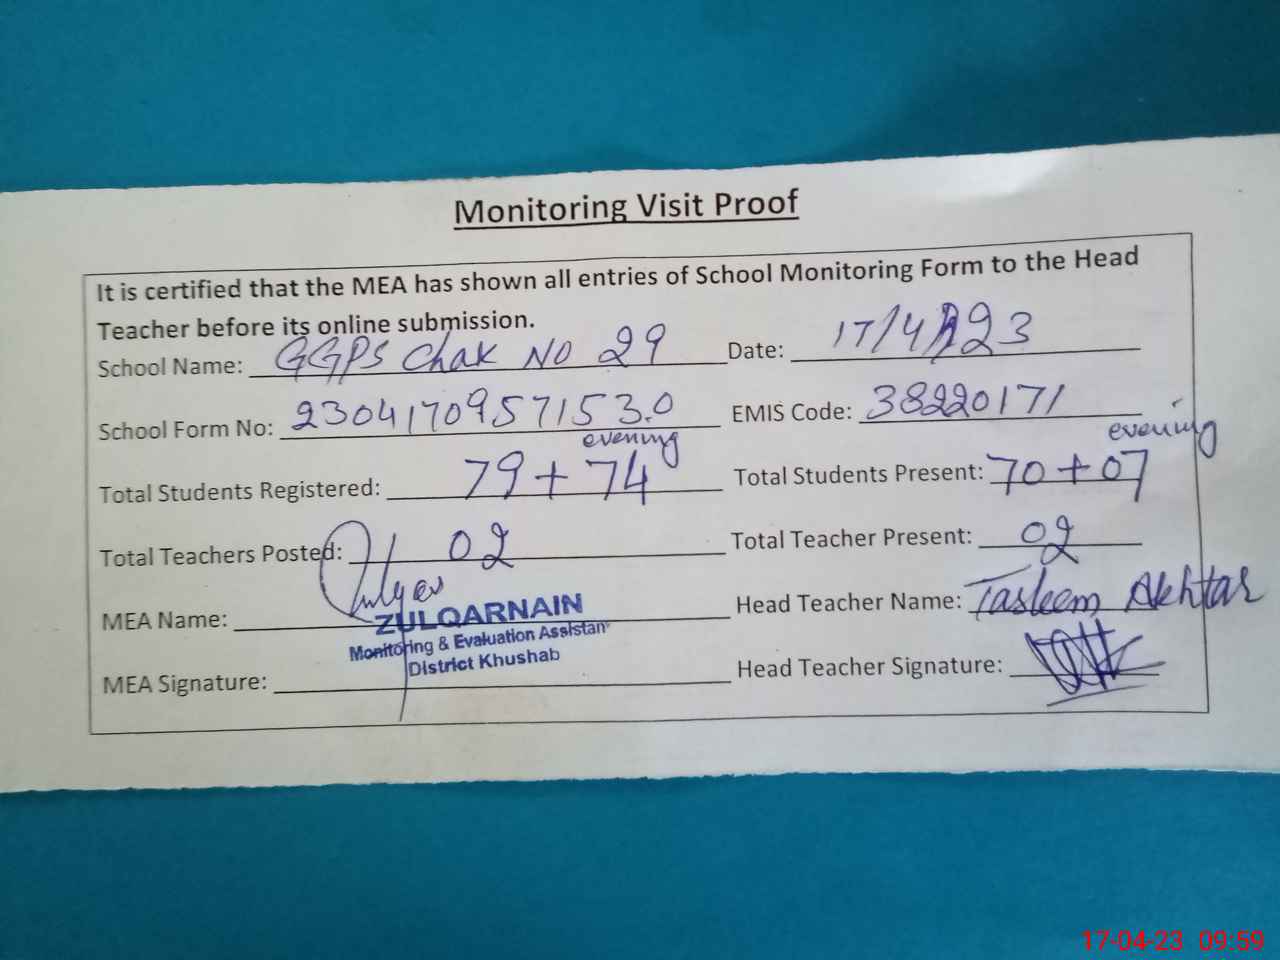 Monitoring Visit Proof
It is certified that the MEA has shown all entries of School Monitoring Form to the Head
Teacher before its online submission.
School Name: GGPS Chak No 29 Date: 17/4/23
School Form No: 2304170957153.0 EMIS Code: 38220171
evening evening
Total Students Registered: 79 + 74 Total Students Present: 70 + 07
Total Teachers Posted: 02 Total Teacher Present: 02
MEA Name: ZULQARNAIN Head Teacher Name: Tasleem Akhtar
Monitoring & Evaluation Assistant
District Khushab
MEA Signature: Head Teacher Signature:
17-04-23 09:59